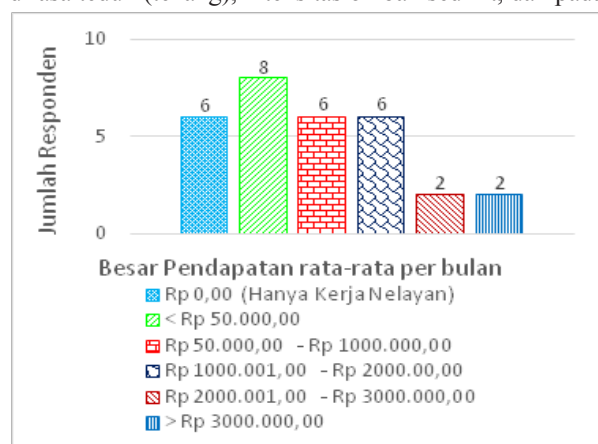 10
8
6
6
6
5
2
2
0
Jumlah Responden
Besar Pendapatan rata-rata per bulan
Rp 0,00 (Hanya Kerja Nelayan)
< Rp 50.000,00
Rp 50.000,00 - Rp 1000.000,00
Rp 1000.001,00 - Rp 2000.00,00
Rp 2000.001,00 - Rp 3000.000,00
> Rp 3000.000,00